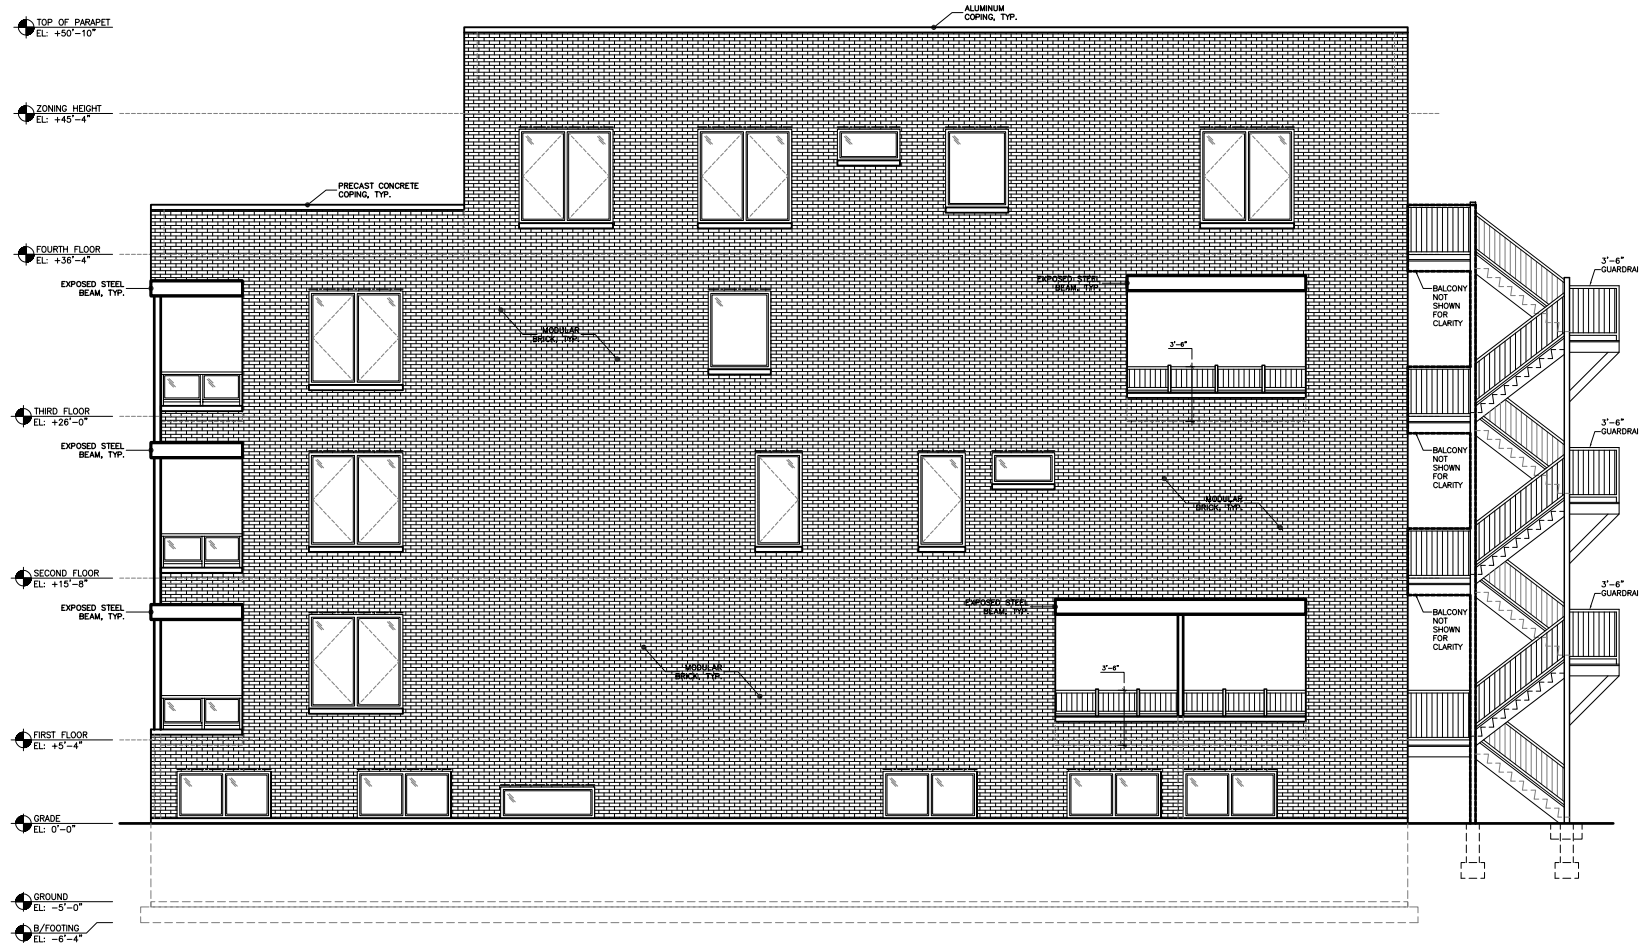 ALUMINUM
COPING, TYP.
TOP OF PARAPET
EL: +50'-10"
ZONING HEIGHT
EL: +45'-4"
PRECAST CONCRETE
COPING, TYP.
FOURTH FLOOR
EL: +36'-4"
EXPOSED STEEL
BEAM, TYP.
EXPOSED STEEL
BEAM, TYP.
3'-6"
GUARDRAI
BALCONY
NOT
SHOWN
FOR
CLARITY
MODULAR
BRICK, TYP.
3'-6"
THIRD FLOOR
EL: +26'-0"
3'-6"
GUARDRAI
EXPOSED STEEL
BEAM, TYP.
BALCONY
NOT
SHOWN
FOR
CLARITY
MODULAR
BRICK, TYP.
SECOND FLOOR
EL: +15'-8"
3'-6"
GUARDRAI
EXPOSED STEEL
BEAM, TYP.
EXPOSED STEEL
BEAM, TYP.
BALCONY
NOT
SHOWN
FOR
CLARITY
MODULAR
BRICK, TYP.
3'-6"
FIRST FLOOR
EL: +5'-4"
GRADE
EL: 0'-0"
GROUND
EL: -5'-0"
B/FOOTING
EL: -6'-4"